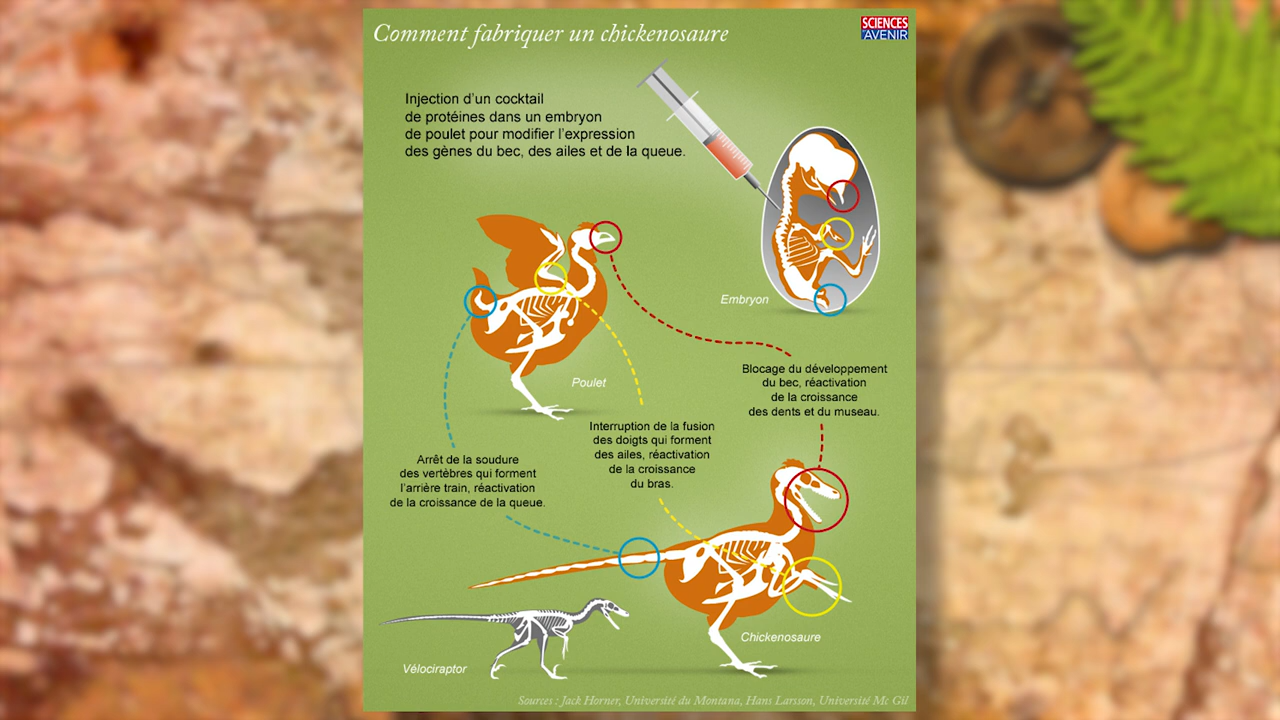 Comment fabriquer un chickenosaure
SCIENCES
AVENIR
Injection d'un cocktail
de protéines dans un embryon
de poulet pour modifier l'expression
des gènes du bec, des ailes et de la queue.
Embryon
Poulet
Blocage du développement
du bec, réactivation
de la croissance
des dents et du museau.
Interruption de la fusion
des doigts qui forment
des ailes, réactivation
de la croissance
du bras.
Arrêt de la soudure
des vertèbres qui forment
l'arrière train, réactivation
de la croissance de la queue.
Chickenosaure
Vélociraptor
Sources : Jack Horner, Université du Montana, Hans Larsson, Université Mc Gil